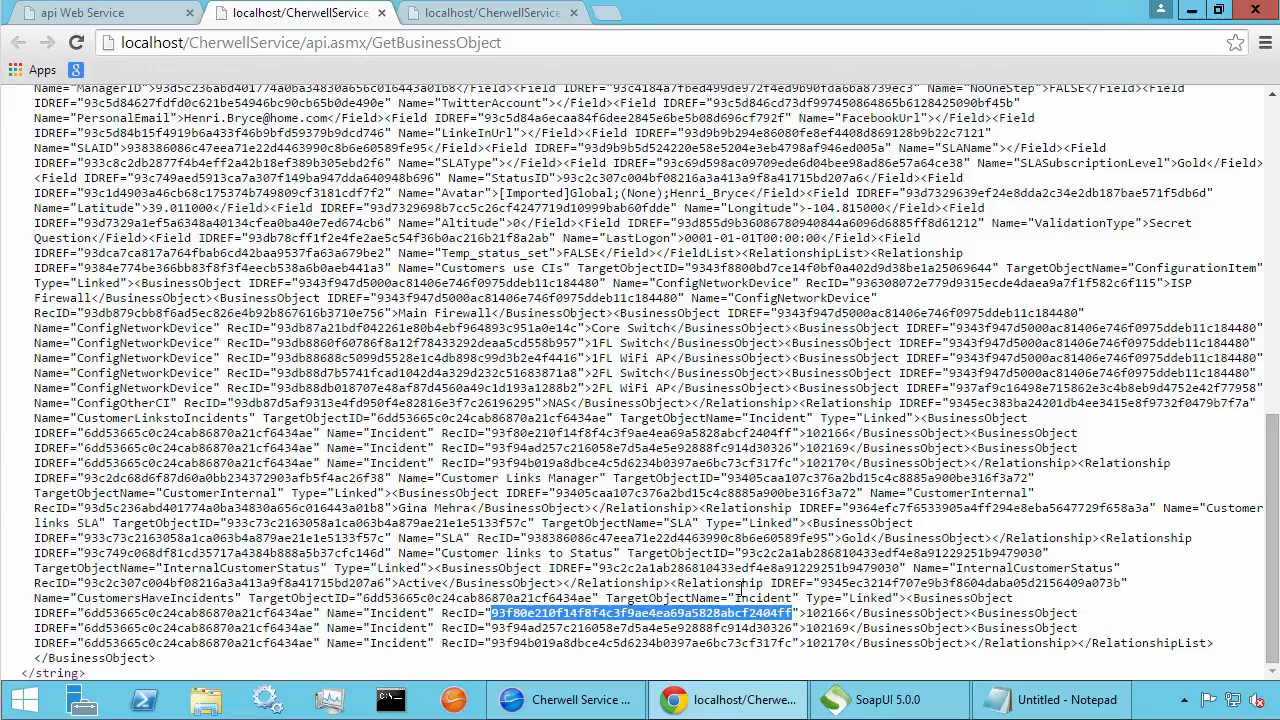 api Web Service
localhost/CherwellService
localhost/CherwellService
localhost/CherwellService/api.asmx/GetBusinessObject
Apps
Name="ManagerID">93d5c236abd401774a0ba34830a656c016443a01b8</Field><Field IDREF="93c4184a7fbed499de972f4ed9b90fda6ba8739ec3" Name="NoOneStep">FALSE</Field><Field
IDREF="93c5d84627fdfd0c621be54946bc90cb65b0de490e" Name="TwitterAccount"></Field><Field IDREF="93c5d846cd73df997450864865b6128425090bf45b"
Name="PersonalEmail">Henri.Bryce@home.com</Field><Field IDREF="93c5d84a6ecaa84f6dee2845e6be5b08d696cf792f" Name="FacebookUrl"></Field><Field
IDREF="93c5d84b15f4919b6a433f46b9bfd59379b9dcd746" Name="LinkeInUrl"></Field><Field IDREF="93d9b9b294e86080fe8ef4408d869128b9b22c7121"
Name="SLAID">938386086c47eea71e22d4463990c8b6e60589fe95</Field><Field IDREF="93d9b9b5d524220e58e5204e3eb4798af946ed005a" Name="SLAName"></Field><Field
IDREF="933c8c2db2877f4b4eff2a42b18ef389b305ebd2f6" Name="SLAType"></Field><Field IDREF="93c69d598ac09709ede6d04bee98ad86e57a64ce38" Name="SLASubscriptionLevel">Gold</Field>
<Field IDREF="93c749aed5913ca7a307f149ba947dda640948b696" Name="StatusID">93c2c307c004bf08216a3a413a9f8a41715bd207a6</Field><Field
IDREF="93c1d4903a46cb68c175374b749809cf3181cdf7f2" Name="Avatar">[Imported]Global;(None);Henri_Bryce</Field><Field IDREF="93d7329639ef24e8dda2c34e2db187bae571f5db6d"
Name="Latitude">39.011000</Field><Field IDREF="93d7329698b7cc5c26cf4247719d10999bab60fdde" Name="Longitude">-104.815000</Field><Field
IDREF="93d7329a1ef5a6348a40134cfea0ba40e7ed674cb6" Name="Altitude">0</Field><Field IDREF="93d855d9b36086780940844a6096d6885ff8d61212" Name="ValidationType">Secret
Question</Field><Field IDREF="93db78cff1f2e4fe2ae5c54f36b0ac216b21f8a2ab" Name="LastLogon">0001-01-01T00:00:00</Field><Field
IDREF="93dca7ca817a764fbab6cd42baa9537fa63a679be2" Name="Temp_status_set">FALSE</Field></FieldList><RelationshipList><Relationship
IDREF="9384e774be366bb83f8f3f4eecb538a6b0aeb441a3" Name="Customers use CIs" TargetObjectID="9343f8800bd7ce14f0bf0a402d9d38be1a25069644" TargetObjectName="ConfigurationItem"
Type="Linked"><BusinessObject IDREF="9343f947d5000ac81406e746f0975ddeb11c184480" Name="ConfigNetworkDevice" RecID="936308072e779d9315ecde4daea9a7f1f582c6f115">ISP
Firewall</BusinessObject><BusinessObject IDREF="9343f947d5000ac81406e746f0975ddeb11c184480" Name="ConfigNetworkDevice"
RecID="93db879cbb8f6ad5ec826e4b92b867616b3710e756">Main Firewall</BusinessObject><BusinessObject IDREF="9343f947d5000ac81406e746f0975ddeb11c184480"
Name="ConfigNetworkDevice" RecID="93db87a21bdf042261e80b4ebf964893c951a0e14c">Core Switch</BusinessObject><BusinessObject IDREF="9343f947d5000ac81406e746f0975ddeb11c184480"
Name="ConfigNetworkDevice" RecID="93db8860f60786f8a12f78433292deaa5cd558b957">1FL Switch</BusinessObject><BusinessObject IDREF="9343f947d5000ac81406e746f0975ddeb11c184480"
Name="ConfigNetworkDevice" RecID="93db88688c5099d5528e1c4db898c99d3b2e4f4416">1FL WiFi AP</BusinessObject><BusinessObject IDREF="9343f947d5000ac81406e746f0975ddeb11c184480"
Name="ConfigNetworkDevice" RecID="93db88d7b5741fcad1042d4a329d232c51683871a8">2FL Switch</BusinessObject><BusinessObject IDREF="9343f947d5000ac81406e746f0975ddeb11c184480"
Name="ConfigNetworkDevice" RecID="93db88db018707e48af87d4560a49c1d193a1288b2">2FL WiFi AP</BusinessObject><BusinessObject IDREF="937af9c16498e715862e3c4b8eb9d4752e42f77958"
Name="ConfigOtherCI" RecID="93db87d5af9313e4fd950f4e82816e3f7c26196295">NAS</BusinessObject></Relationship><Relationship IDREF="9345ec383ba24201db4ee3415e8f9732f0479b7f7a"
Name="CustomerLinkstoIncidents" TargetObjectID="6dd53665c0c24cab86870a21cf6434ae" TargetObjectName="Incident" Type="Linked"><BusinessObject
IDREF="6dd53665c0c24cab86870a21cf6434ae" Name="Incident" RecID="93f80e210f14f8f4c3f9ae4ea69a5828abcf2404ff">102166</BusinessObject><BusinessObject
IDREF="6dd53665c0c24cab86870a21cf6434ae" Name="Incident" RecID="93f94ad257c216058e7d5a4e92888fc914d30326">102169</BusinessObject><BusinessObject
IDREF="6dd53665c0c24cab86870a21cf6434ae" Name="Incident" RecID="93f94b019a8dbce4c5d6234b0397ae6bc73cf317fc">102170</BusinessObject></Relationship><Relationship
IDREF="93c2dc68d6f87d60a0bb234372903afb5f4ac26f38" Name="Customer Links Manager" TargetObjectID="93405caa107c376a2bd15c4c8885a900be316f3a72"
TargetObjectName="CustomerInternal" Type="Linked"><BusinessObject IDREF="93405caa107c376a2bd15c4c8885a900be316f3a72" Name="CustomerInternal"
RecID="93d5c236abd401774a0ba34830a656c016443a01b8">Gina Mehra</BusinessObject></Relationship><Relationship IDREF="9364efc7f6533905a4ff294e8eba5647729f658a3a" Name="Customer
links SLA" TargetObjectID="933c73c2163058a1ca063b4a879ae21e1e5133f57c" TargetObjectName="SLA" Type="Linked"><BusinessObject
IDREF="933c73c2163058a1ca063b4a879ae21e1e5133f57c" Name="SLA" RecID="938386086c47eea71e22d4463990c8b6e60589fe95">Gold</BusinessObject></Relationship><Relationship
IDREF="93c749c068df81cd35717a4384b888a5b37cfc146d" Name="Customer links to Status" TargetObjectID="93c2c2a1ab286810433edf4e8a91229251b9479030"
TargetObjectName="InternalCustomerStatus" Type="Linked"><BusinessObject IDREF="93c2c2a1ab286810433edf4e8a91229251b9479030" Name="InternalCustomerStatus"
RecID="93c2c307c004bf08216a3a413a9f8a41715bd207a6">Active</BusinessObject></Relationship><Relationship IDREF="9345ec3214f707e9b3f8604daba05d2156409a073b"
Name="CustomersHaveIncidents" TargetObjectID="6dd53665c0c24cab86870a21cf6434ae" TargetObjectName="Incident" Type="Linked"><BusinessObject
IDREF="6dd53665c0c24cab86870a21cf6434ae" Name="Incident" RecID="93f80e210f14f8f4c3f9ae4ea69a5828abcf2404ff">102166</BusinessObject><BusinessObject
IDREF="6dd53665c0c24cab86870a21cf6434ae" Name="Incident" RecID="93f94ad257c216058e7d5a4e92888fc914d30326">102169</BusinessObject><BusinessObject
IDREF="6dd53665c0c24cab86870a21cf6434ae" Name="Incident" RecID="93f94b019a8dbce4c5d6234b0397ae6bc73cf317fc">102170</BusinessObject></Relationship></RelationshipList>
</BusinessObject>
</string>
Cherwell Service ...
localhost/Cherwe...
SoapUI 5.0.0
Untitled - Notepad